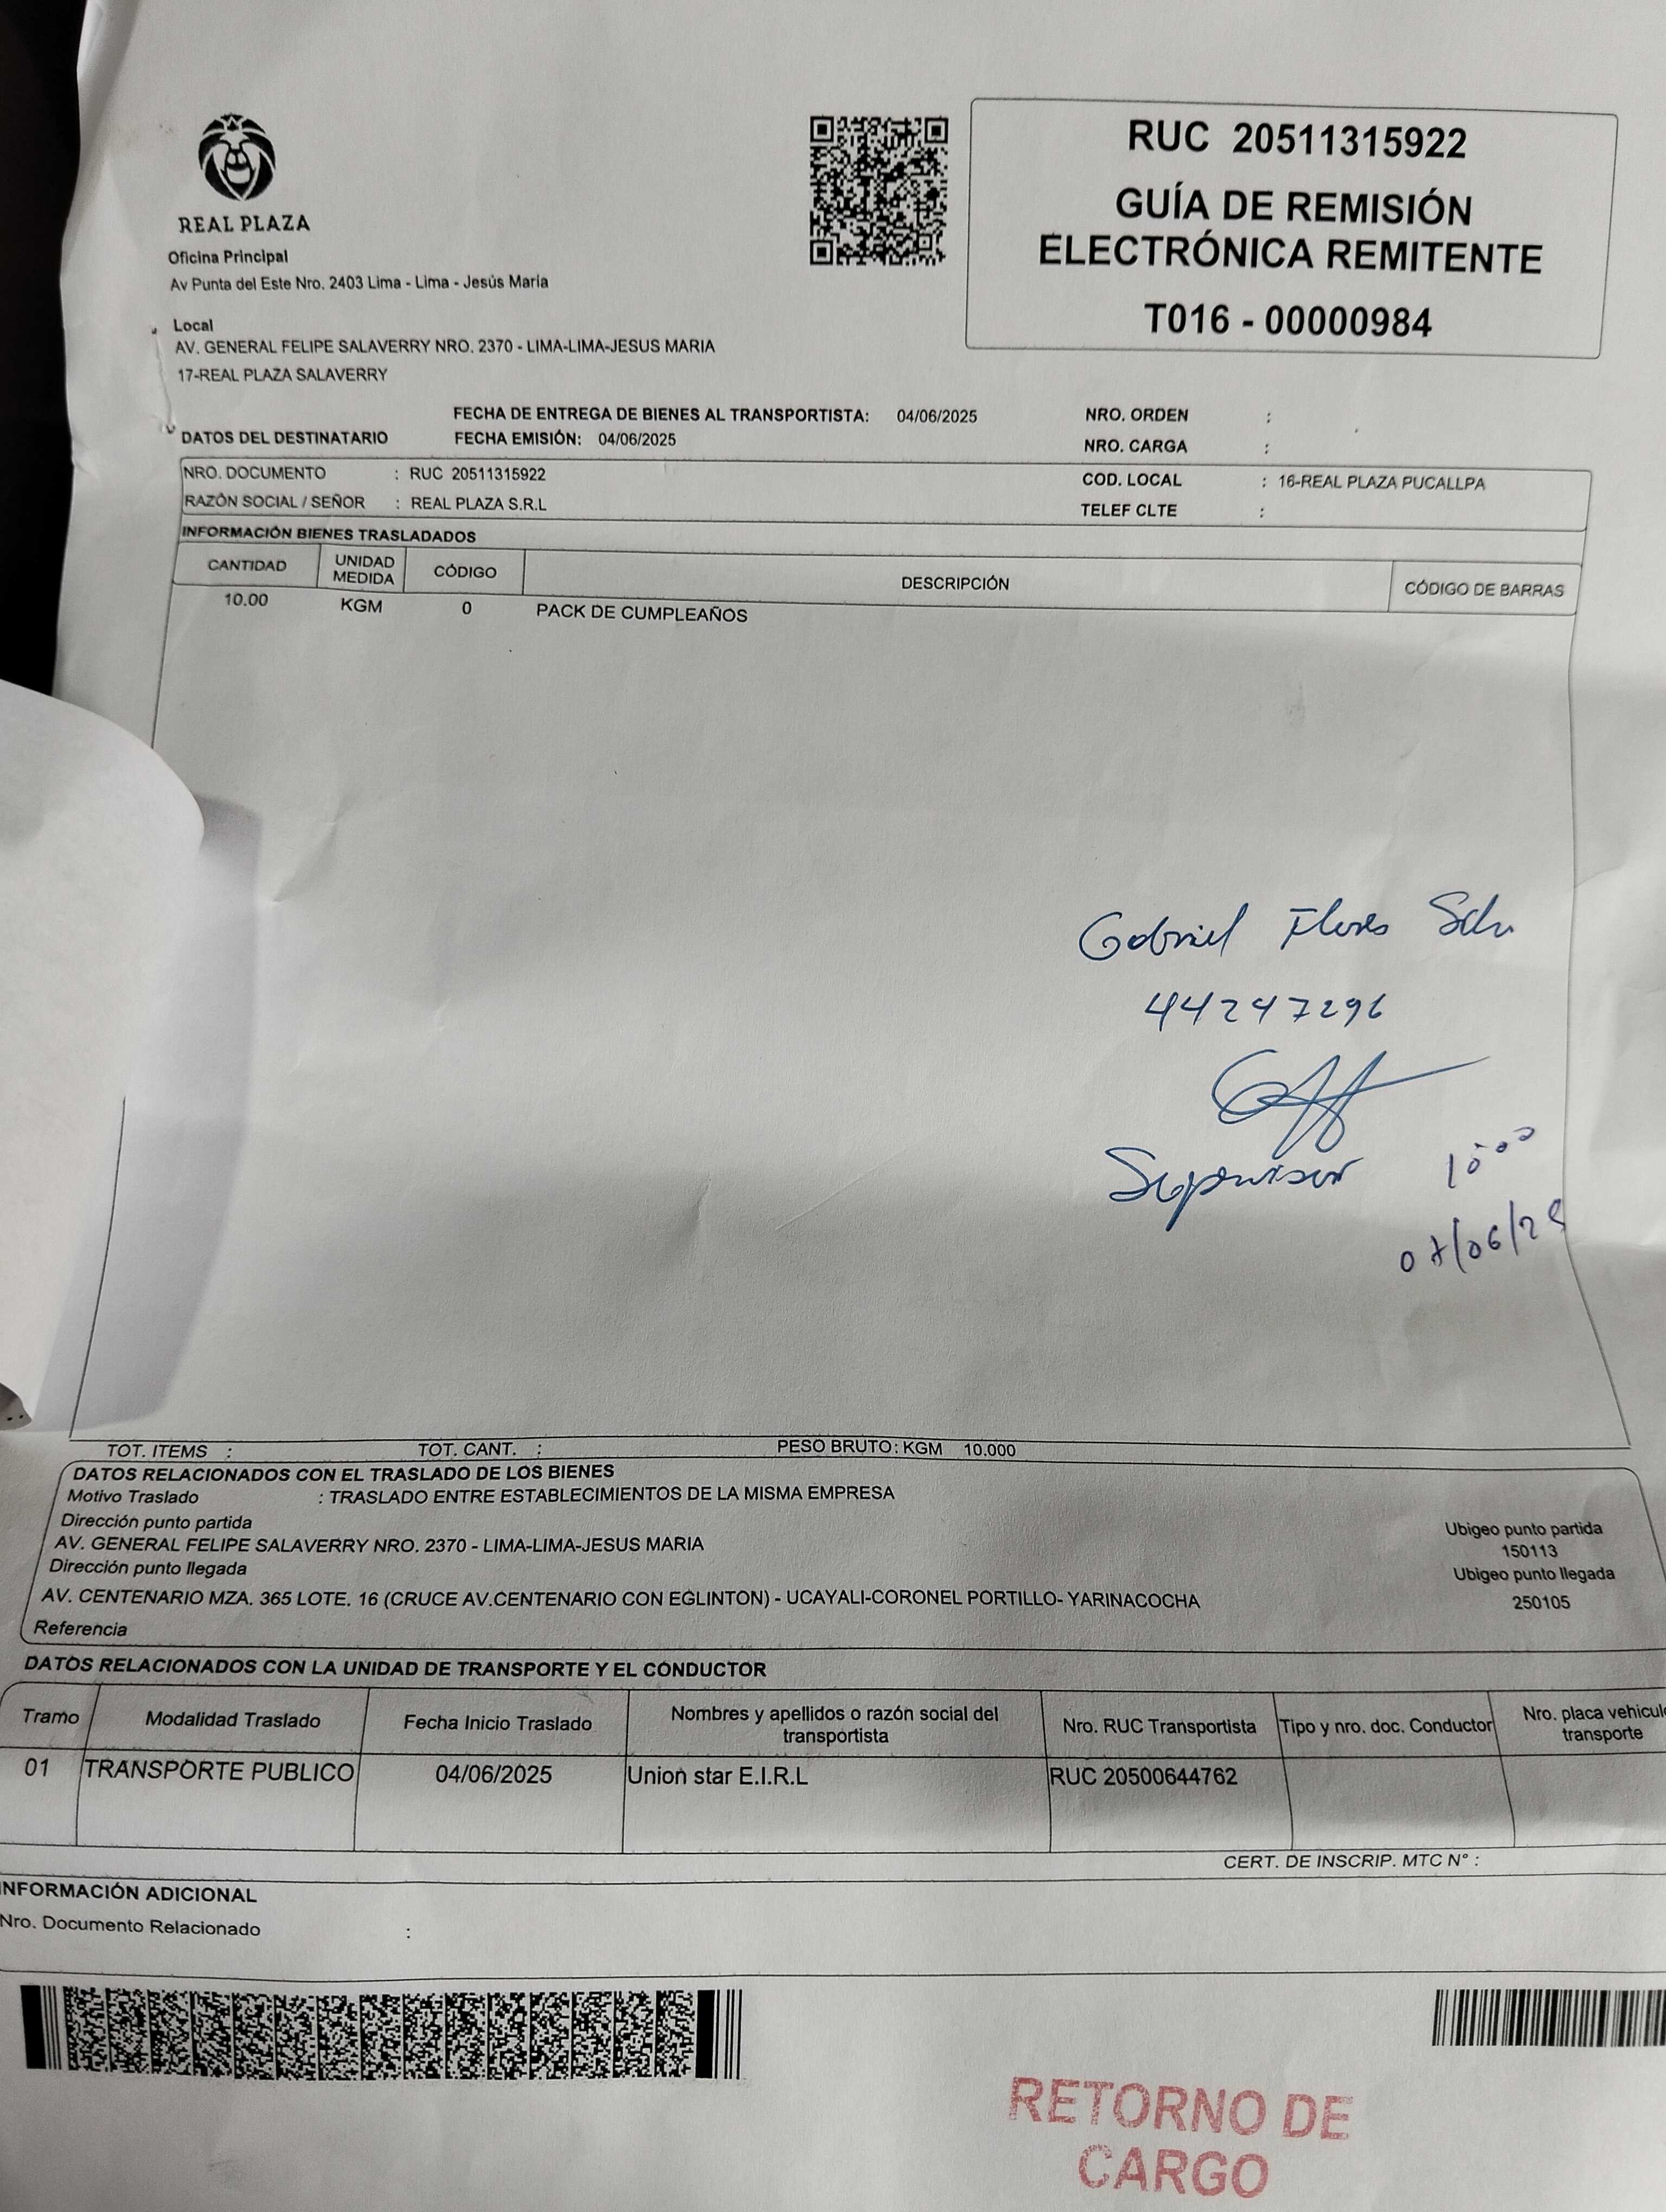 REAL PLAZA
Oficina Principal
Av Punta del Este Nro. 2403 Lima - Lima - Jesús María
Local
AV. GENERAL FELIPE SALAVERRY NRO. 2370 - LIMA-LIMA-JESUS MARIA
17-REAL PLAZA SALAVERRY
RUC 20511315922
GUÍA DE REMISIÓN
ELECTRÓNICA REMITENTE
T016 - 00000984
FECHA DE ENTREGA DE BIENES AL TRANSPORTISTA: 04/06/2025 NRO. ORDEN :
DATOS DEL DESTINATARIO FECHA EMISIÓN: 04/06/2025 NRO. CARGA :
NRO. DOCUMENTO : RUC 20511315922 COD. LOCAL : 16-REAL PLAZA PUCALLPA
RAZÓN SOCIAL / SEÑOR : REAL PLAZA S.R.L TELEF CLTE :
INFORMACIÓN BIENES TRASLADADOS
CANTIDAD UNIDAD MEDIDA CÓDIGO DESCRIPCIÓN CÓDIGO DE BARRAS
10.00 KGM 0 PACK DE CUMPLEAÑOS
Gabriel Flores
44247296
Supervisor
07/06/25
TOT. ITEMS : TOT. CANT. : PESO BRUTO: KGM 10.000
DATOS RELACIONADOS CON EL TRASLADO DE LOS BIENES
Motivo Traslado : TRASLADO ENTRE ESTABLECIMIENTOS DE LA MISMA EMPRESA
Dirección punto partida Ubigeo punto partida
AV. GENERAL FELIPE SALAVERRY NRO. 2370 - LIMA-LIMA-JESUS MARIA 150113
Dirección punto llegada Ubigeo punto llegada
AV. CENTENARIO MZA. 365 LOTE. 16 (CRUCE AV.CENTENARIO CON EGLINTON) - UCAYALI-CORONEL PORTILLO- YARINACOCHA 250105
Referencia
DATOS RELACIONADOS CON LA UNIDAD DE TRANSPORTE Y EL CONDUCTOR
Tramo Modalidad Traslado Fecha Inicio Traslado Nombres y apellidos o razón social del transportista Nro. RUC Transportista Tipo y nro. doc. Conductor Nro. placa vehicul transporte
01 TRANSPORTE PUBLICO 04/06/2025 Union star E.I.R.L RUC 20500644762
CERT. DE INSCRIP. MTC N° :
INFORMACIÓN ADICIONAL
Nro. Documento Relacionado :
RETORNO DE
CARGO